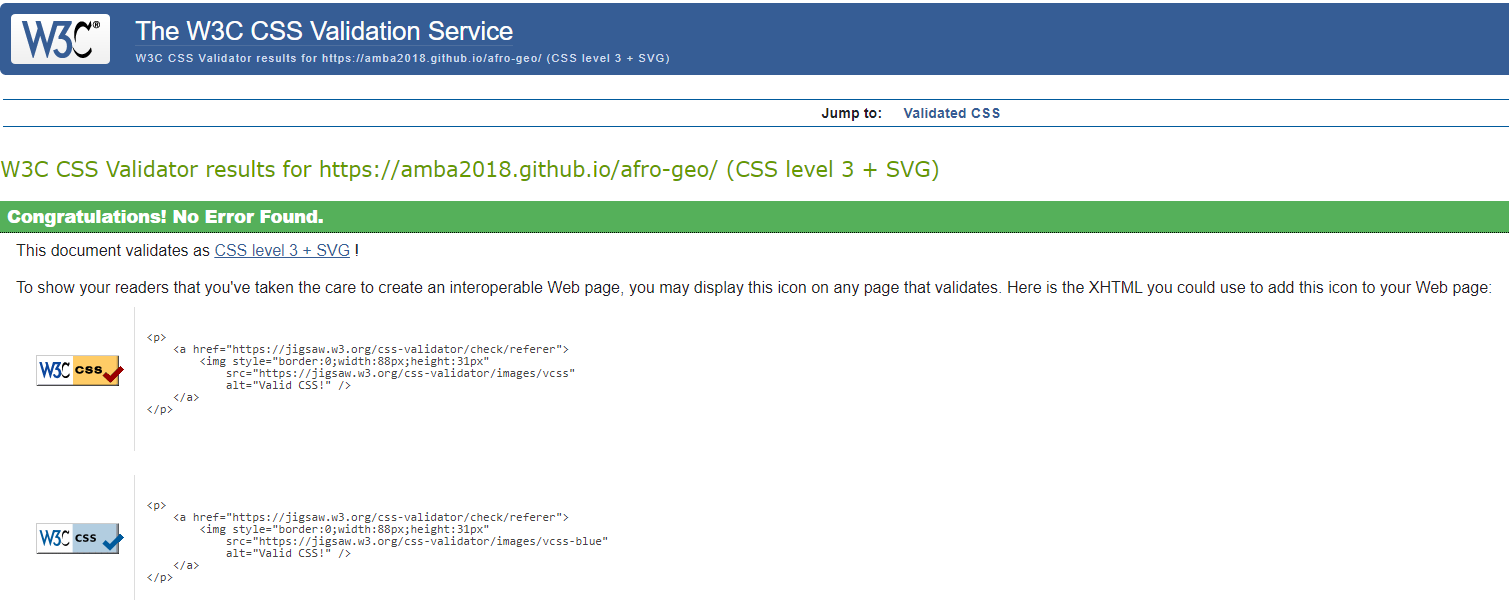 W3C® The W3C CSS Validation Service
W3C CSS Validator results for https://amba2018.github.io/afro-geo/ (CSS level 3 + SVG)
Jump to: Validated CSS
W3C CSS Validator results for https://amba2018.github.io/afro-geo/ (CSS level 3 + SVG)
Congratulations! No Error Found.
This document validates as CSS level 3 + SVG !
To show your readers that you've taken the care to create an interoperable Web page, you may display this icon on any page that validates. Here is the XHTML you could use to add this icon to your Web page:
W3C css
<p>
<a href="https://jigsaw.w3.org/css-validator/check/referer">
<img style="border:0;width:88px;height:31px"
src="https://jigsaw.w3.org/css-validator/images/vcss"
alt="Valid CSS!" />
</a>
</p>
W3C css
<p>
<a href="https://jigsaw.w3.org/css-validator/check/referer">
<img style="border:0;width:88px;height:31px"
src="https://jigsaw.w3.org/css-validator/images/vcss-blue"
alt="Valid CSS!" />
</a>
</p>